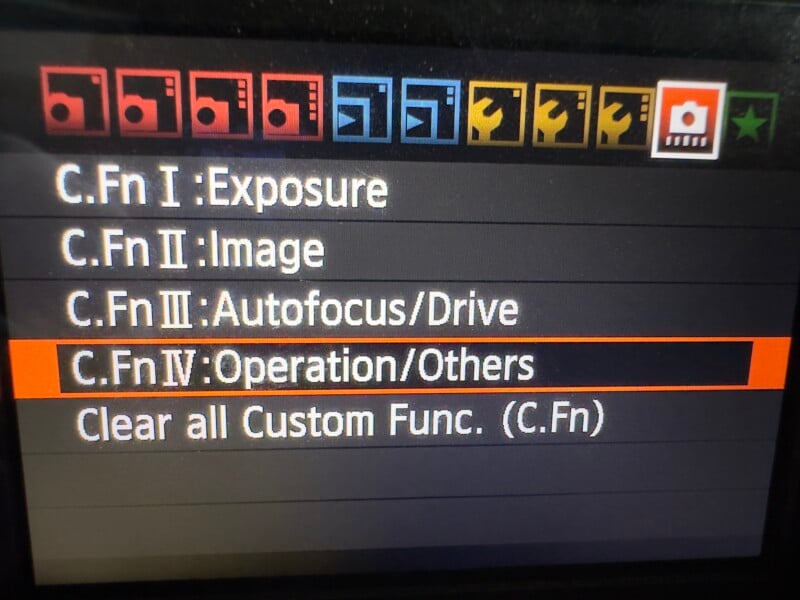 C.Fn Ⅰ :Exposure
C.Fn Ⅱ :Image
C.Fn Ⅲ :Autofocus/Drive
C.Fn Ⅳ :Operation/Others
Clear all Custom Func. (C.Fn)